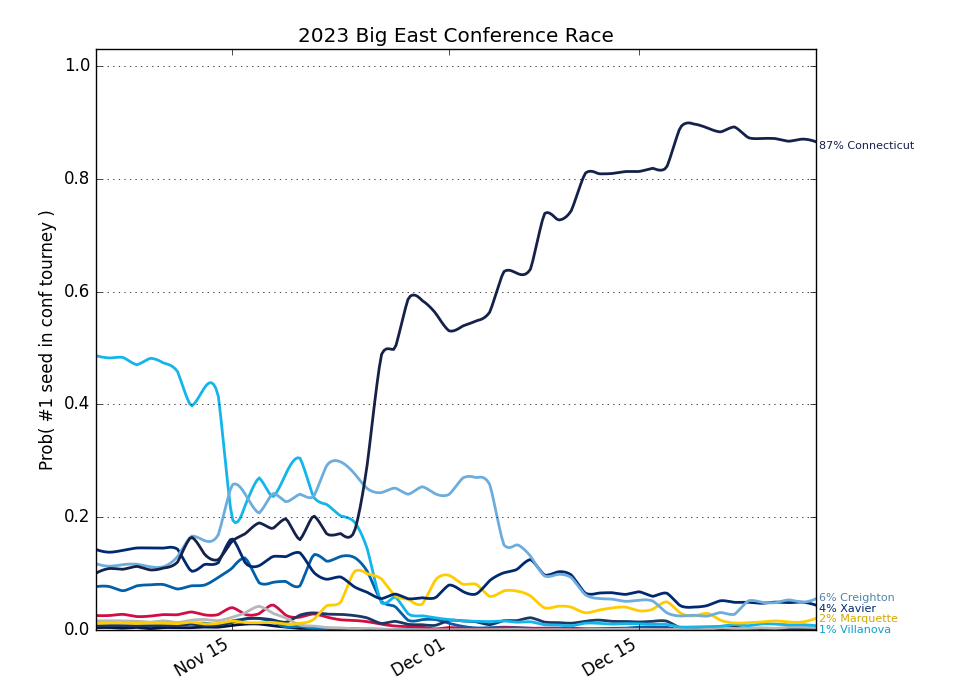 2023 Big East Conference Race
Prob( #1 seed in conf tourney )
1.0
0.8
0.6
0.4
0.2
0.0
Nov 15
Dec 01
Dec 15
87% Connecticut
6% Creighton
4% Xavier
2% Marquette
1% Villanova